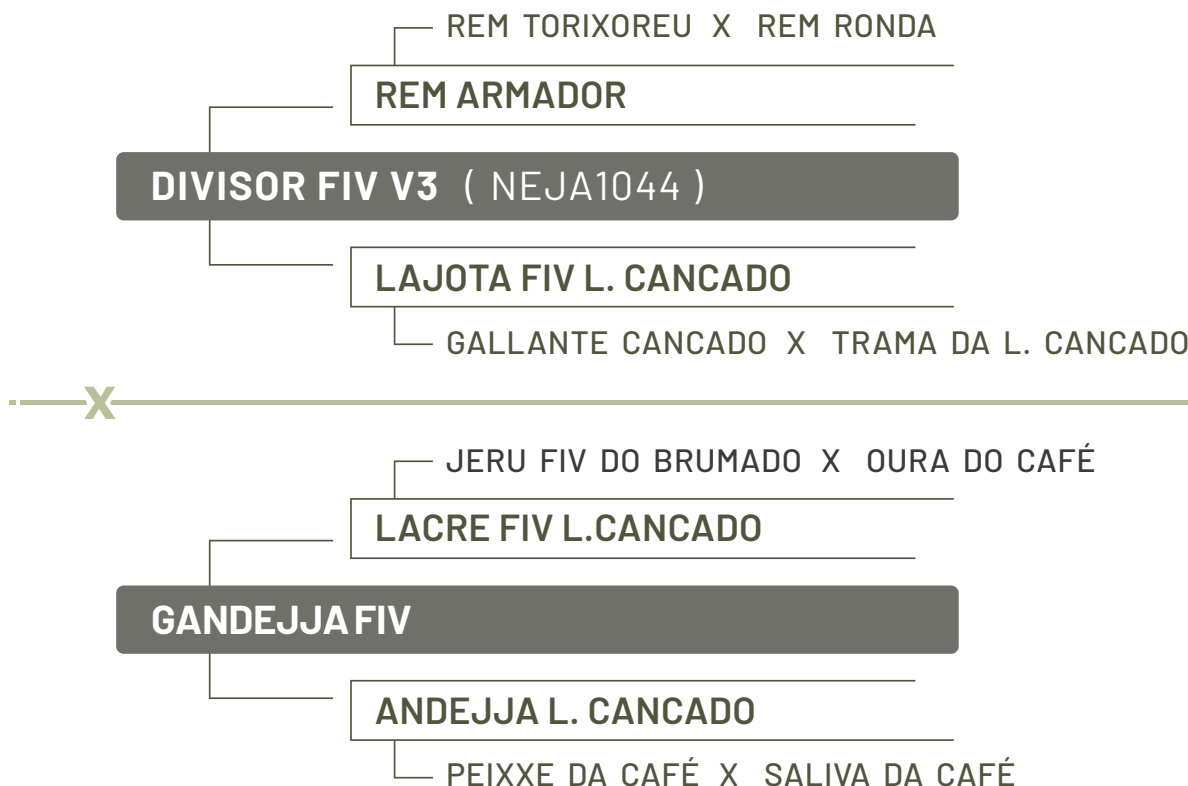 REM TORIXOREU X REM RONDA
REM ARMADOR
DIVISOR FIV V3 ( NEJA1044 )
LAJOTA FIV L. CANCADO
GALLANTE CANCADO X TRAMA DA L. CANCADO
X
JERU FIV DO BRUMADO X OURA DO CAFÉ
LACRE FIV L.CANCADO
GANDEJJA FIV
ANDEJJA L. CANCADO
PEIXXE DA CAFÉ X SALIVA DA CAFÉ